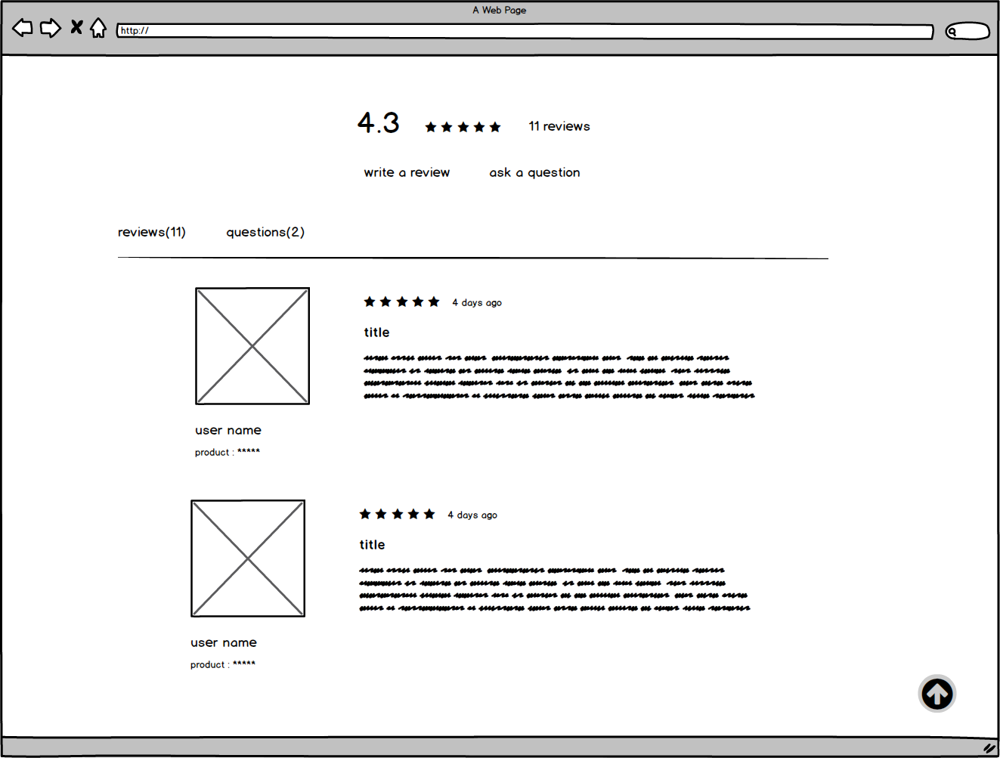 A Web Page
http://
4.3 11 reviews
write a review ask a question
reviews(11) questions(2)
4 days ago
title
user name
product : *****
4 days ago
title
user name
product : *****